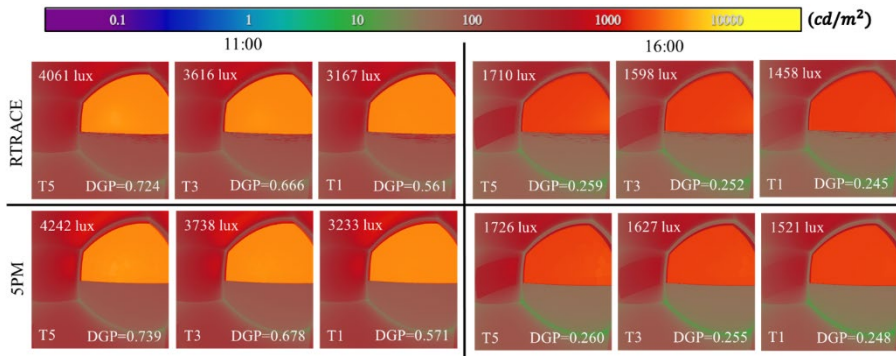 0.1 1 10 100 1000 10000 (cd/m²)
11:00 16:00
RTRACE
4061 lux 3616 lux 3167 lux 1710 lux 1598 lux 1458 lux
T5 DGP=0.724 T3 DGP=0.666 T1 DGP=0.561 T5 DGP=0.259 T3 DGP=0.252 T1 DGP=0.245
5PM
4242 lux 3738 lux 3233 lux 1726 lux 1627 lux 1521 lux
T5 DGP=0.739 T3 DGP=0.678 T1 DGP=0.571 T5 DGP=0.260 T3 DGP=0.255 T1 DGP=0.248